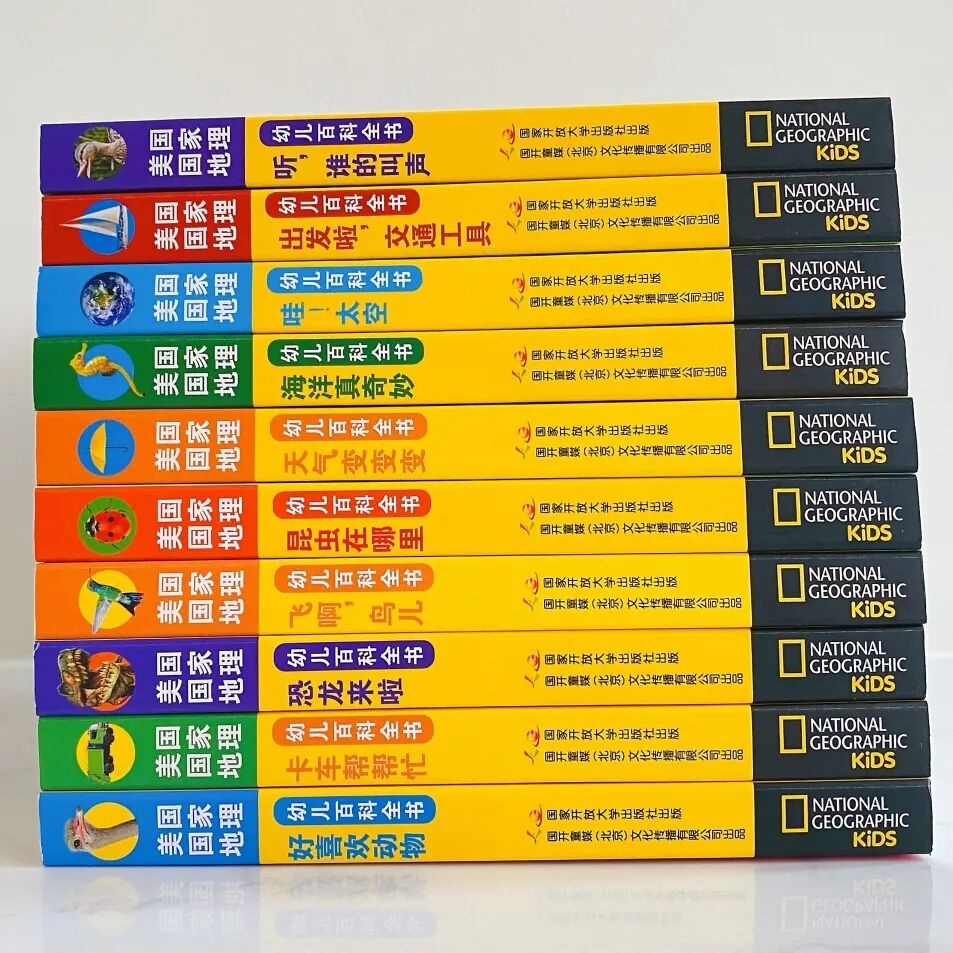 美国国家地理
幼儿百科全书
听，谁的叫声
国家开放大学出版社出版
国开童媒（北京）文化传播有限公司出品
NATIONAL
GEOGRAPHIC
KiDS
美国国家地理
幼儿百科全书
出发啦，交通工具
国家开放大学出版社出版
国开童媒（北京）文化传播有限公司出品
NATIONAL
GEOGRAPHIC
KiDS
美国国家地理
幼儿百科全书
哇！太空
国家开放大学出版社出版
国开童媒（北京）文化传播有限公司出品
NATIONAL
GEOGRAPHIC
KiDS
美国国家地理
幼儿百科全书
海洋真奇妙
国家开放大学出版社出版
国开童媒（北京）文化传播有限公司出品
NATIONAL
GEOGRAPHIC
KiDS
美国国家地理
幼儿百科全书
天气变变变
国家开放大学出版社出版
国开童媒（北京）文化传播有限公司出品
NATIONAL
GEOGRAPHIC
KiDS
美国国家地理
幼儿百科全书
昆虫在哪里
国家开放大学出版社出版
国开童媒（北京）文化传播有限公司出品
NATIONAL
GEOGRAPHIC
KiDS
美国国家地理
幼儿百科全书
飞啊，鸟儿
国家开放大学出版社出版
国开童媒（北京）文化传播有限公司出品
NATIONAL
GEOGRAPHIC
KiDS
美国国家地理
幼儿百科全书
恐龙来啦
国家开放大学出版社出版
国开童媒（北京）文化传播有限公司出品
NATIONAL
GEOGRAPHIC
KiDS
美国国家地理
幼儿百科全书
卡车帮帮忙
国家开放大学出版社出版
国开童媒（北京）文化传播有限公司出品
NATIONAL
GEOGRAPHIC
KiDS
美国国家地理
幼儿百科全书
好喜欢动物
国家开放大学出版社出版
国开童媒（北京）文化传播有限公司出品
NATIONAL
GEOGRAPHIC
KiDS